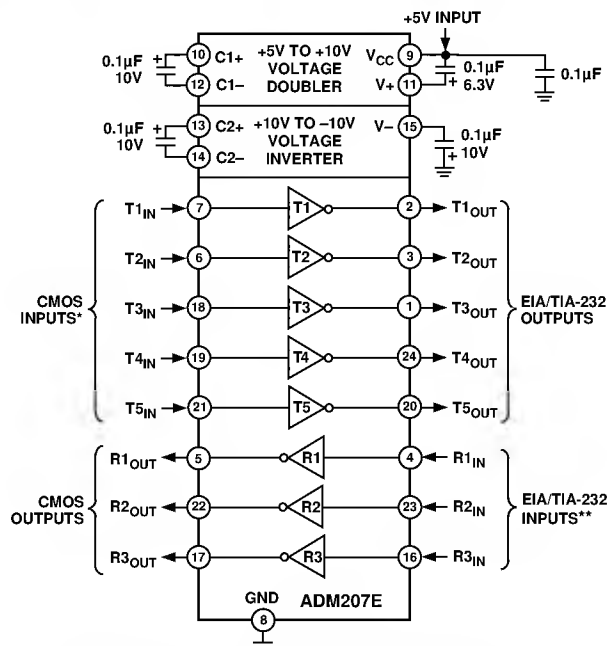 +5V INPUT
0.1µF
10V
+
10
C1+
12
C1–
+5V TO +10V
VOLTAGE
DOUBLER
VCC
9
V+
11
+
0.1µF
6.3V
0.1µF
0.1µF
10V
+
13
C2+
14
C2–
+10V TO –10V
VOLTAGE
INVERTER
V–
15
+
0.1µF
10V
CMOS
INPUTS*
T1IN 7 T1 2 T1OUT
T2IN 6 T2 3 T2OUT
T3IN 18 T3 1 T3OUT
T4IN 19 T4 24 T4OUT
T5IN 21 T5 20 T5OUT
EIA/TIA-232
OUTPUTS
CMOS
OUTPUTS
R1OUT 5 R1 4 R1IN
R2OUT 22 R2 23 R2IN
R3OUT 17 R3 16 R3IN
EIA/TIA-232
INPUTS**
GND
8
ADM207E